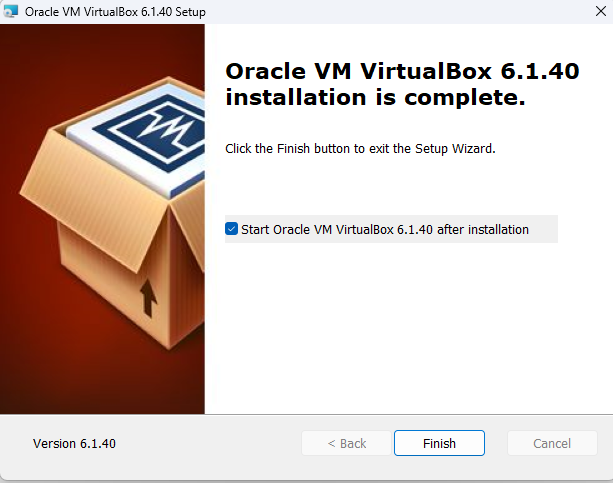 Oracle VM VirtualBox 6.1.40 Setup
Oracle VM VirtualBox 6.1.40
installation is complete.
Click the Finish button to exit the Setup Wizard.
Start Oracle VM VirtualBox 6.1.40 after installation
Version 6.1.40
< Back
Finish
Cancel